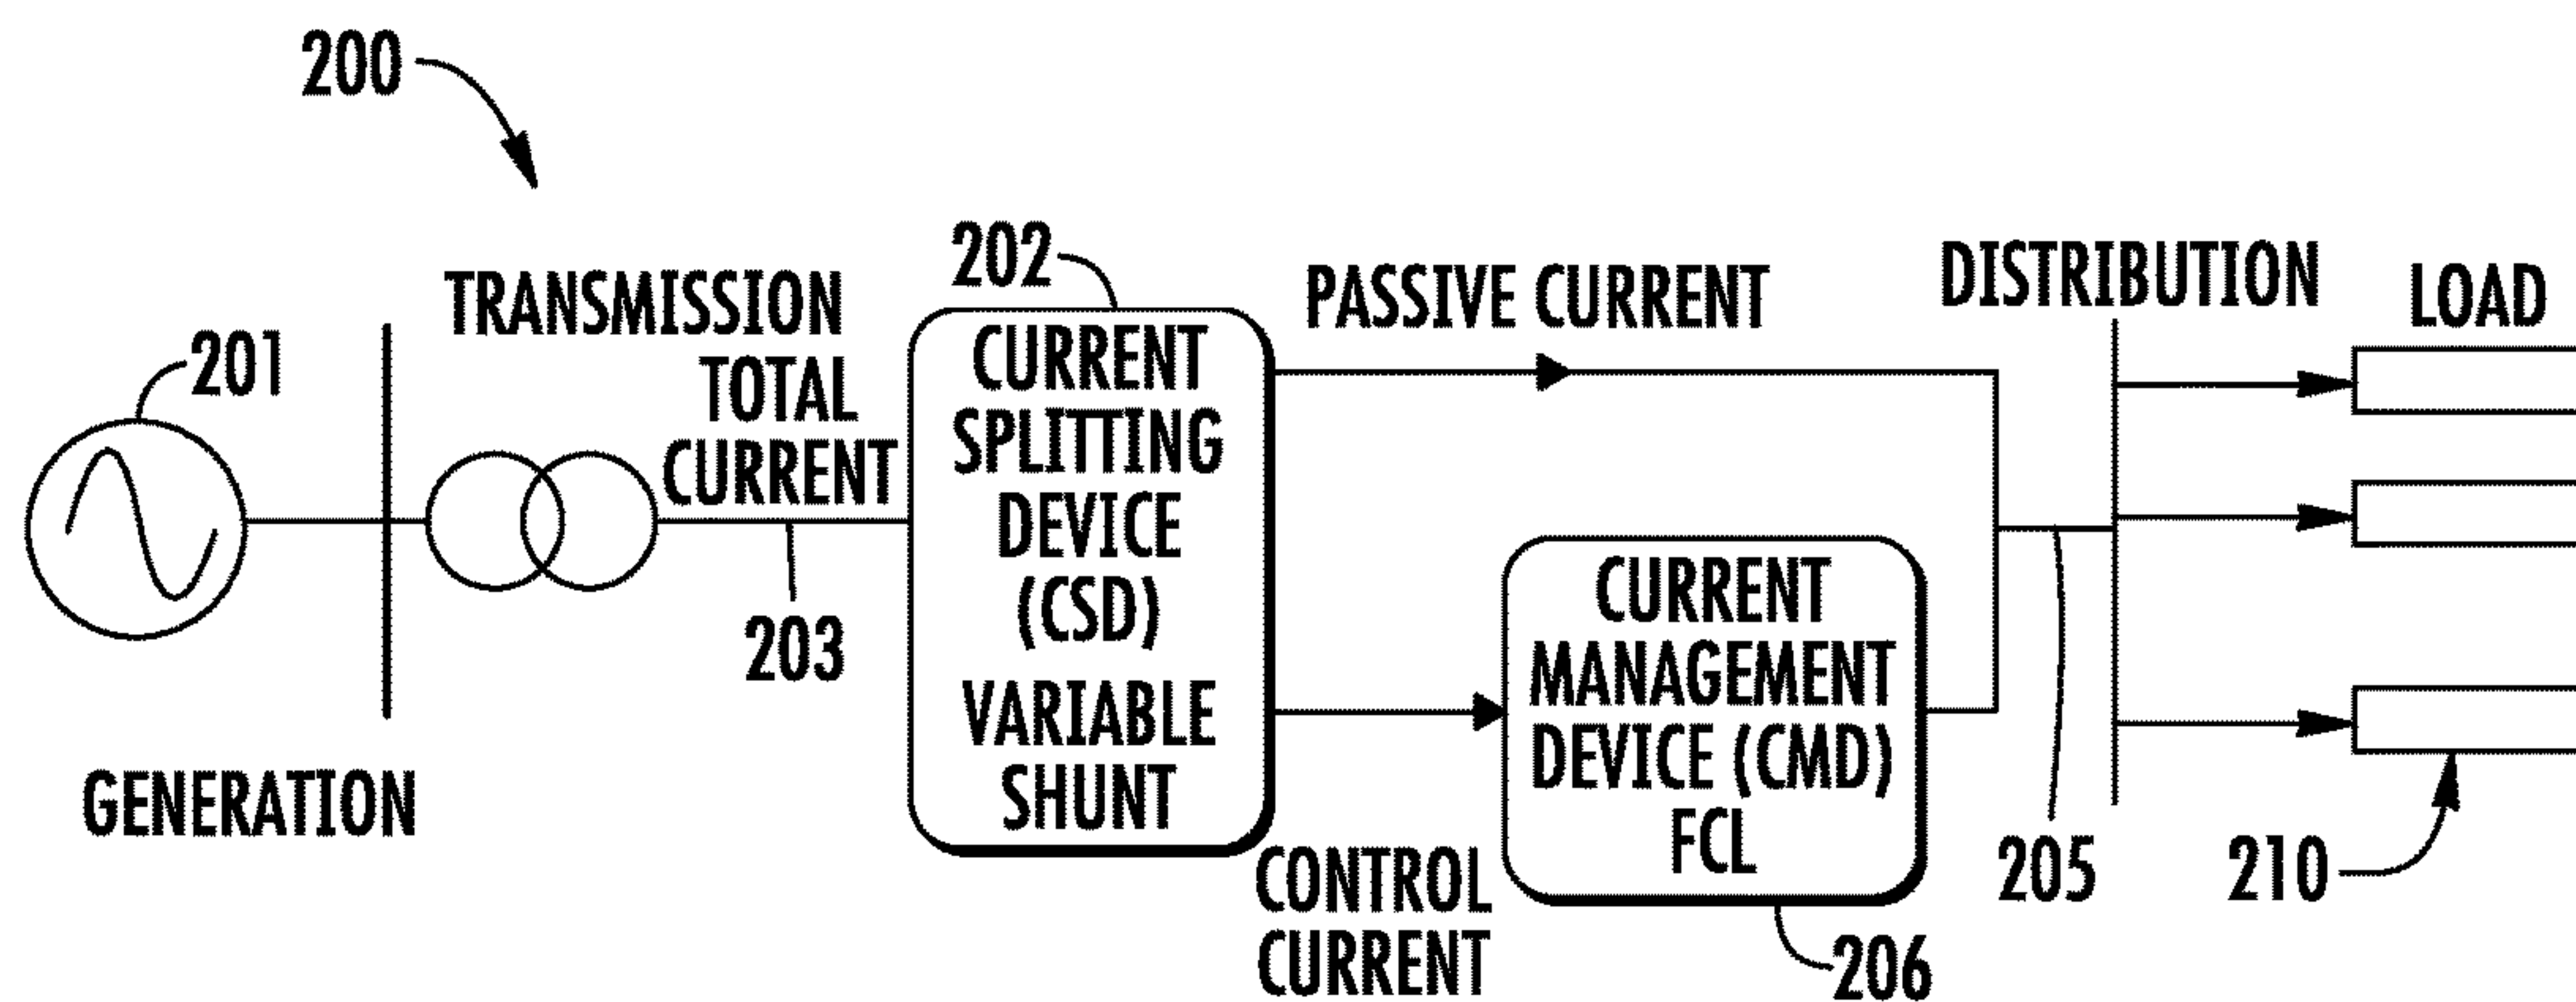 200
201
GENERATION
TRANSMISSION
TOTAL
CURRENT
203
202
CURRENT
SPLITTING
DEVICE
(CSD)
VARIABLE
SHUNT
PASSIVE CURRENT
CONTROL
CURRENT
CURRENT
MANAGEMENT
DEVICE (CMD)
FCL
206
DISTRIBUTION
205
LOAD
210